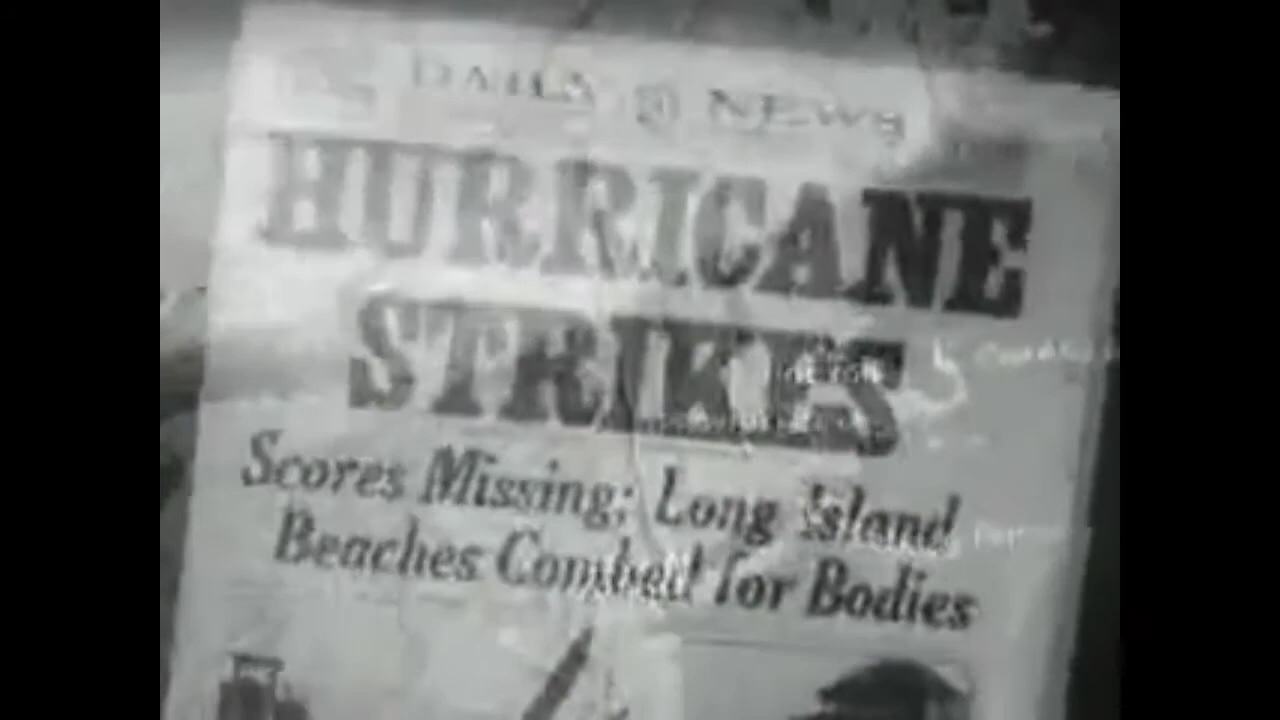 DAILY NEWS
HURRICANE
STRIKES
Scores Missing; Long Island
Beaches Combed for Bodies